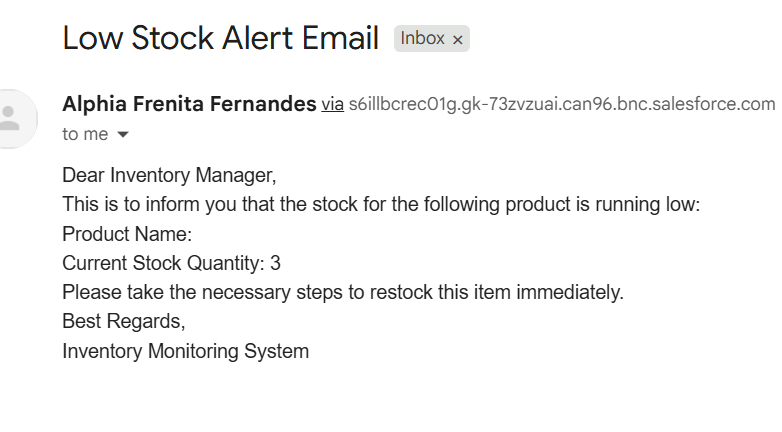 Low Stock Alert Email Inbox ×
Alphia Frenita Fernandes via s6illbcrec01g.gk-73zvzuai.can96.bnc.salesforce.com
to me
Dear Inventory Manager,
This is to inform you that the stock for the following product is running low:
Product Name:
Current Stock Quantity: 3
Please take the necessary steps to restock this item immediately.
Best Regards,
Inventory Monitoring System